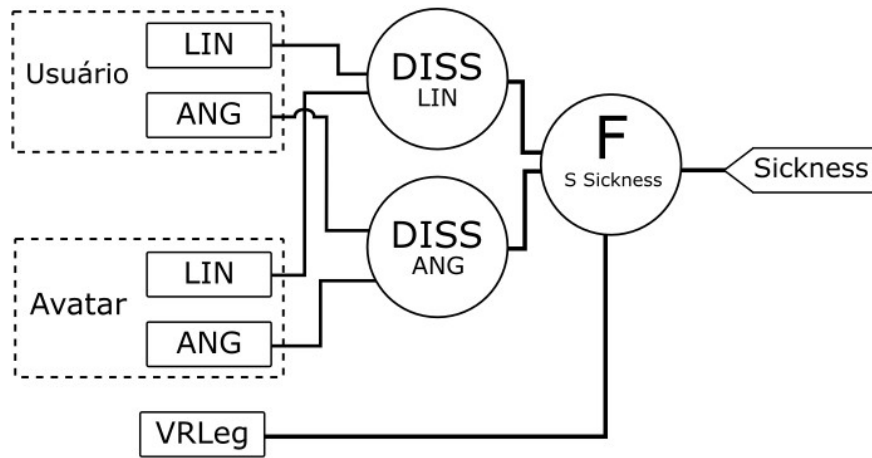 Usuário
LIN
ANG
DISS
LIN
F
S Sickness
Sickness
DISS
ANG
Avatar
LIN
ANG
VRLeg